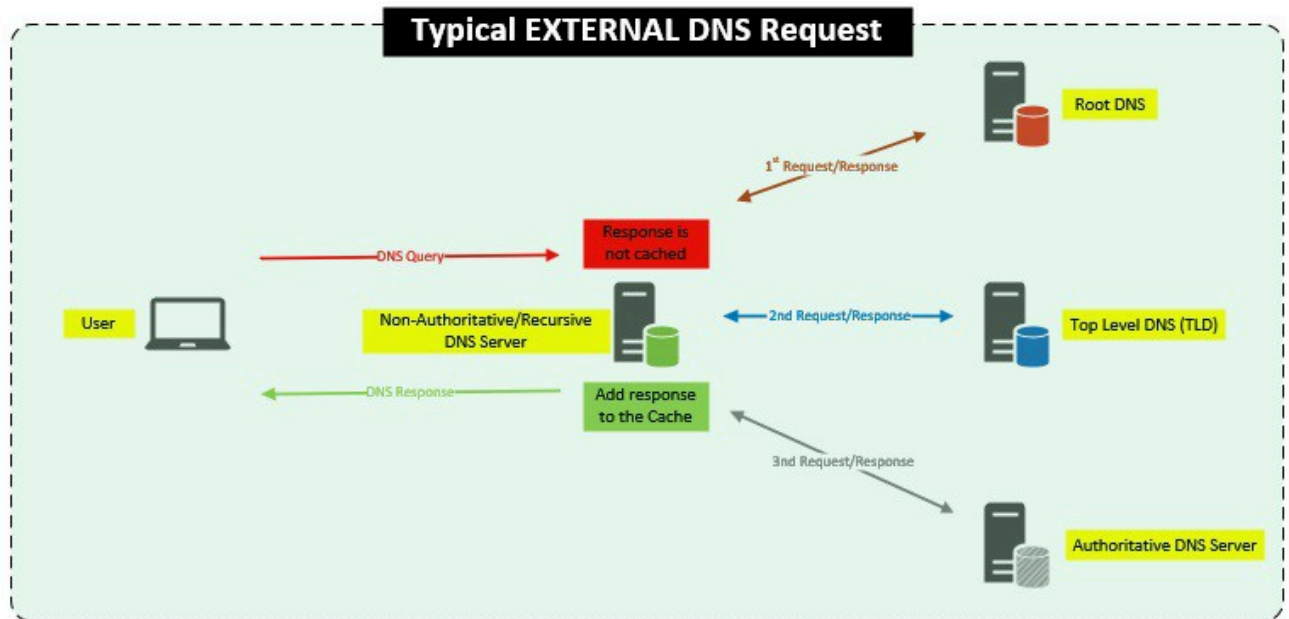 Typical EXTERNAL DNS Request
Root DNS
1st Request/Response
Response is
not cached
DNS Query
User
Non-Authoritative/Recursive
DNS Server
2nd Request/Response
Top Level DNS (TLD)
DNS Response
Add response
to the Cache
3nd Request/Response
Authoritative DNS Server